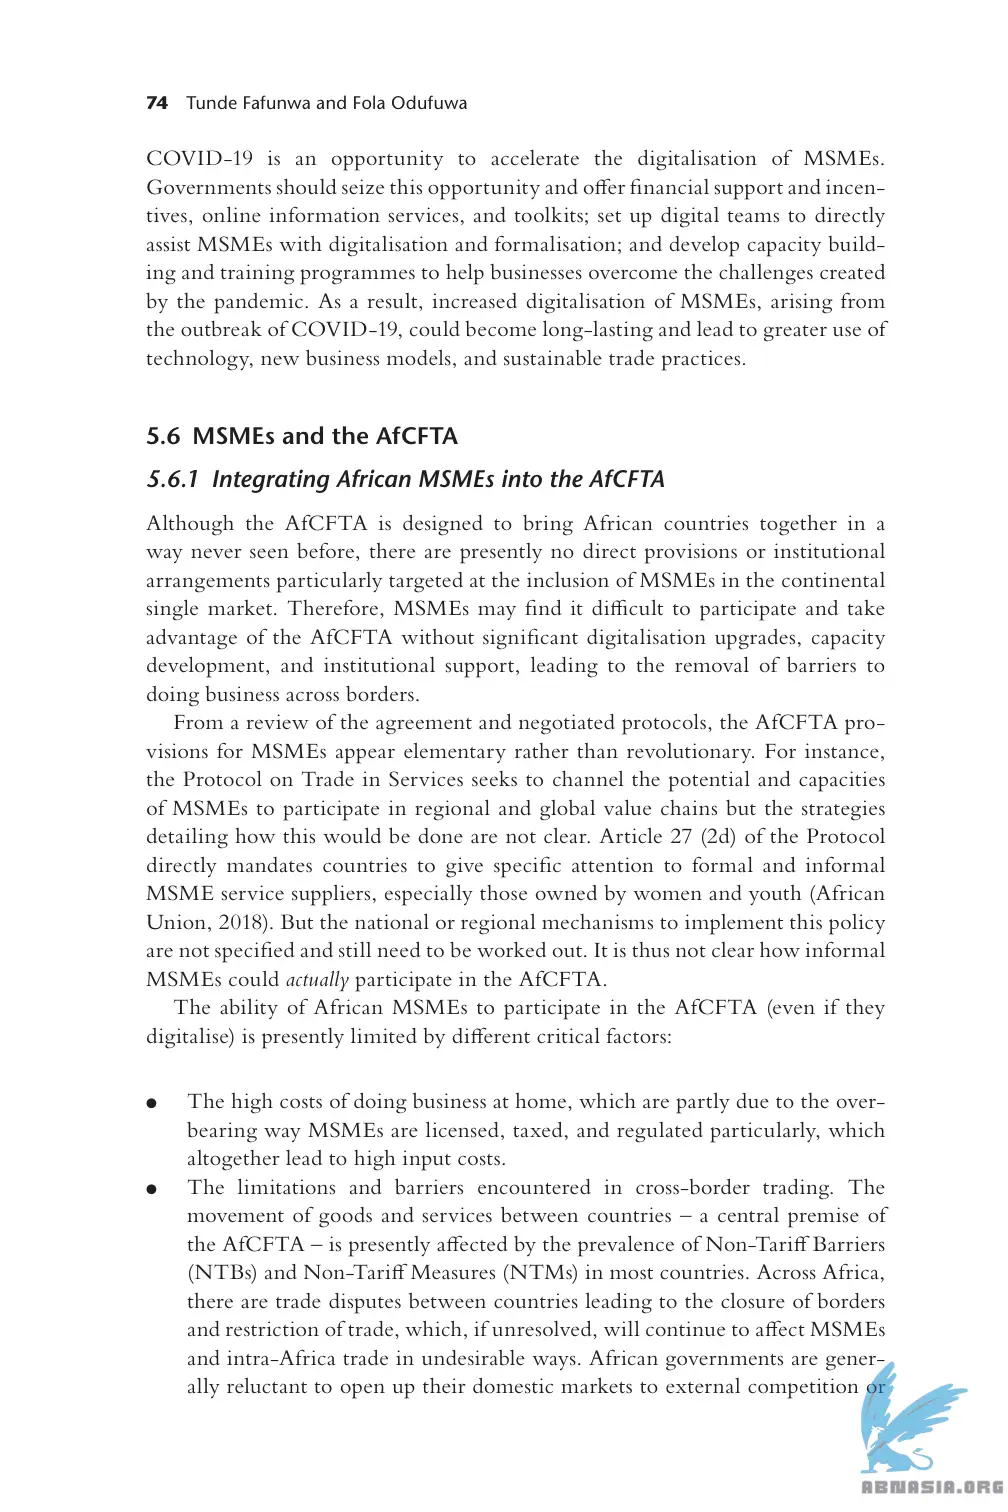 74 Tunde Fafunwa and Fola Odufuwa
COVID-19 is an opportunity to accelerate the digitalisation of MSMEs.
Governments should seize this opportunity and offer financial support and incen-
tives, online information services, and toolkits; set up digital teams to directly
assist MSMEs with digitalisation and formalisation; and develop capacity build-
ing and training programmes to help businesses overcome the challenges created
by the pandemic. As a result, increased digitalisation of MSMEs, arising from
the outbreak of COVID-19, could become long-lasting and lead to greater use of
technology, new business models, and sustainable trade practices.
5.6 MSMEs and the AfCFTA
5.6.1 Integrating African MSMEs into the AfCFTA
Although the AfCFTA is designed to bring African countries together in a
way never seen before, there are presently no direct provisions or institutional
arrangements particularly targeted at the inclusion of MSMEs in the continental
single market. Therefore, MSMEs may find it difficult to participate and take
advantage of the AfCFTA without significant digitalisation upgrades, capacity
development, and institutional support, leading to the removal of barriers to
doing business across borders.
From a review of the agreement and negotiated protocols, the AfCFTA pro-
visions for MSMEs appear elementary rather than revolutionary. For instance,
the Protocol on Trade in Services seeks to channel the potential and capacities
of MSMEs to participate in regional and global value chains but the strategies
detailing how this would be done are not clear. Article 27 (2d) of the Protocol
directly mandates countries to give specific attention to formal and informal
MSME service suppliers, especially those owned by women and youth (African
Union, 2018). But the national or regional mechanisms to implement this policy
are not specified and still need to be worked out. It is thus not clear how informal
MSMEs could actually participate in the AfCFTA.
The ability of African MSMEs to participate in the AfCFTA (even if they
digitalise) is presently limited by different critical factors:
● The high costs of doing business at home, which are partly due to the over-
bearing way MSMEs are licensed, taxed, and regulated particularly, which
altogether lead to high input costs.
● The limitations and barriers encountered in cross-border trading. The
movement of goods and services between countries – a central premise of
the AfCFTA – is presently affected by the prevalence of Non-Tariff Barriers
(NTBs) and Non-Tariff Measures (NTMs) in most countries. Across Africa,
there are trade disputes between countries leading to the closure of borders
and restriction of trade, which, if unresolved, will continue to affect MSMEs
and intra-Africa trade in undesirable ways. African governments are gener-
ally reluctant to open up their domestic markets to external competition or
ABNASIA.ORG